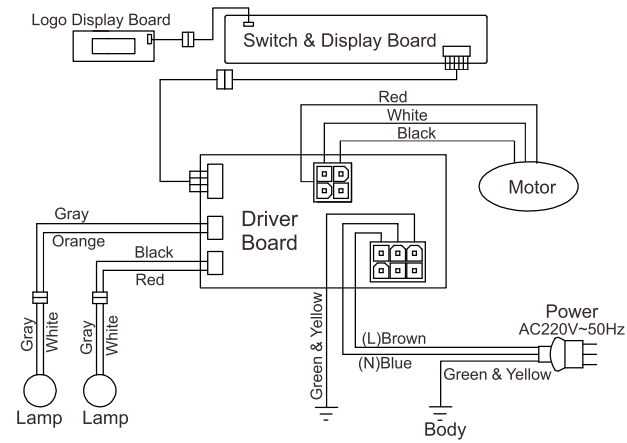 Logo Display Board
Switch & Display Board
Red
White
Black
Motor
Driver
Board
Gray
Orange
Black
Red
Gray
White
Gray
White
Lamp
Lamp
Green & Yellow
(L)Brown
(N)Blue
Power
AC220V~50Hz
Green & Yellow
Body